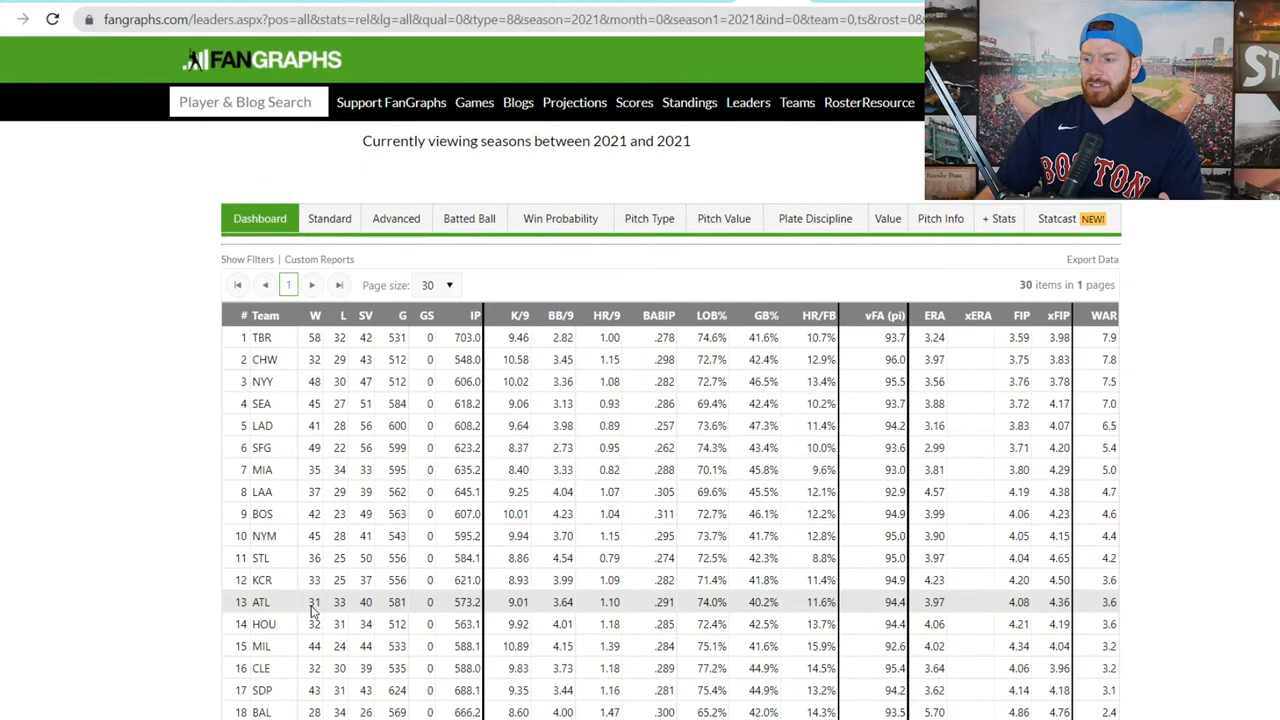 fangraphs.com/leaders.aspx?pos=all&stats=rel&lg=all&qual=0&type=8&season=2021&month=0&season1=2021&ind=0&team=0,ts&rost=0&
FANGRAPHS
Player & Blog Search Support FanGraphs Games Blogs Projections Scores Standings Leaders Teams RosterResource
BOSTON
Currently viewing seasons between 2021 and 2021
Dashboard Standard Advanced Batted Ball Win Probability Pitch Type Pitch Value Plate Discipline Value Pitch Info + Stats Statcast NEW!
Show Filters | Custom Reports Export Data
1 Page size: 30 30 items in 1 pages
# Team W L SV G GS IP K/9 BB/9 HR/9 BABIP LOB% GB% HR/FB vFA (pi) ERA xERA FIP xFIP WAR
1 TBR 58 32 42 531 0 703.0 9.46 2.82 1.00 .278 74.6% 41.6% 10.7% 93.7 3.24 3.59 3.98 7.9
2 CHW 32 29 43 512 0 548.0 10.58 3.45 1.15 .298 72.7% 42.4% 12.9% 96.0 3.97 3.75 3.83 7.8
3 NYY 48 30 47 512 0 606.0 10.02 3.36 1.08 .282 72.7% 46.5% 13.4% 95.5 3.56 3.76 3.78 7.5
4 SEA 45 27 51 584 0 618.2 9.06 3.13 0.93 .286 69.4% 42.4% 10.2% 93.7 3.88 3.72 4.17 7.0
5 LAD 41 28 56 600 0 608.2 9.64 3.98 0.89 .257 73.6% 47.3% 11.4% 94.2 3.16 3.83 4.07 6.5
6 SFG 49 22 56 599 0 623.2 8.37 2.73 0.95 .262 74.3% 43.4% 10.0% 93.6 2.99 3.71 4.20 5.4
7 MIA 35 34 33 595 0 635.2 8.40 3.33 0.82 .288 70.1% 45.8% 9.6% 93.0 3.81 3.80 4.29 5.0
8 LAA 37 29 39 562 0 645.1 9.25 4.04 1.07 .305 69.6% 45.5% 12.1% 92.9 4.57 4.19 4.38 4.7
9 BOS 42 23 49 563 0 607.0 10.01 4.23 1.04 .311 72.7% 46.1% 12.2% 94.9 3.99 4.06 4.23 4.6
10 NYM 45 28 41 543 0 595.2 9.94 3.70 1.15 .295 73.7% 41.7% 12.8% 95.0 3.90 4.05 4.15 4.4
11 STL 36 25 50 556 0 584.1 8.86 4.54 0.79 .274 72.5% 42.3% 8.8% 95.0 3.97 4.04 4.65 4.2
12 KCR 33 25 37 556 0 621.0 8.93 3.99 1.09 .282 71.4% 41.8% 11.4% 94.9 4.23 4.20 4.50 3.6
13 ATL 31 33 40 581 0 573.2 9.01 3.64 1.10 .291 74.0% 40.2% 11.6% 94.4 3.97 4.08 4.36 3.6
14 HOU 32 31 34 512 0 563.1 9.92 4.01 1.18 .285 72.4% 42.5% 13.7% 94.4 4.06 4.21 4.19 3.6
15 MIL 44 24 44 533 0 588.1 10.89 4.15 1.39 .284 75.1% 41.6% 15.9% 92.6 4.02 4.34 4.04 3.2
16 CLE 32 30 39 535 0 588.0 9.83 3.73 1.18 .289 77.2% 44.9% 14.5% 95.4 3.64 4.06 3.96 3.2
17 SDP 43 31 43 624 0 688.1 9.35 3.44 1.16 .281 75.4% 44.9% 13.2% 94.2 3.62 4.14 4.18 3.1
18 BAL 28 34 26 569 0 666.2 8.60 4.00 1.47 .300 65.2% 42.0% 14.3% 93.5 5.70 4.86 4.76 2.4